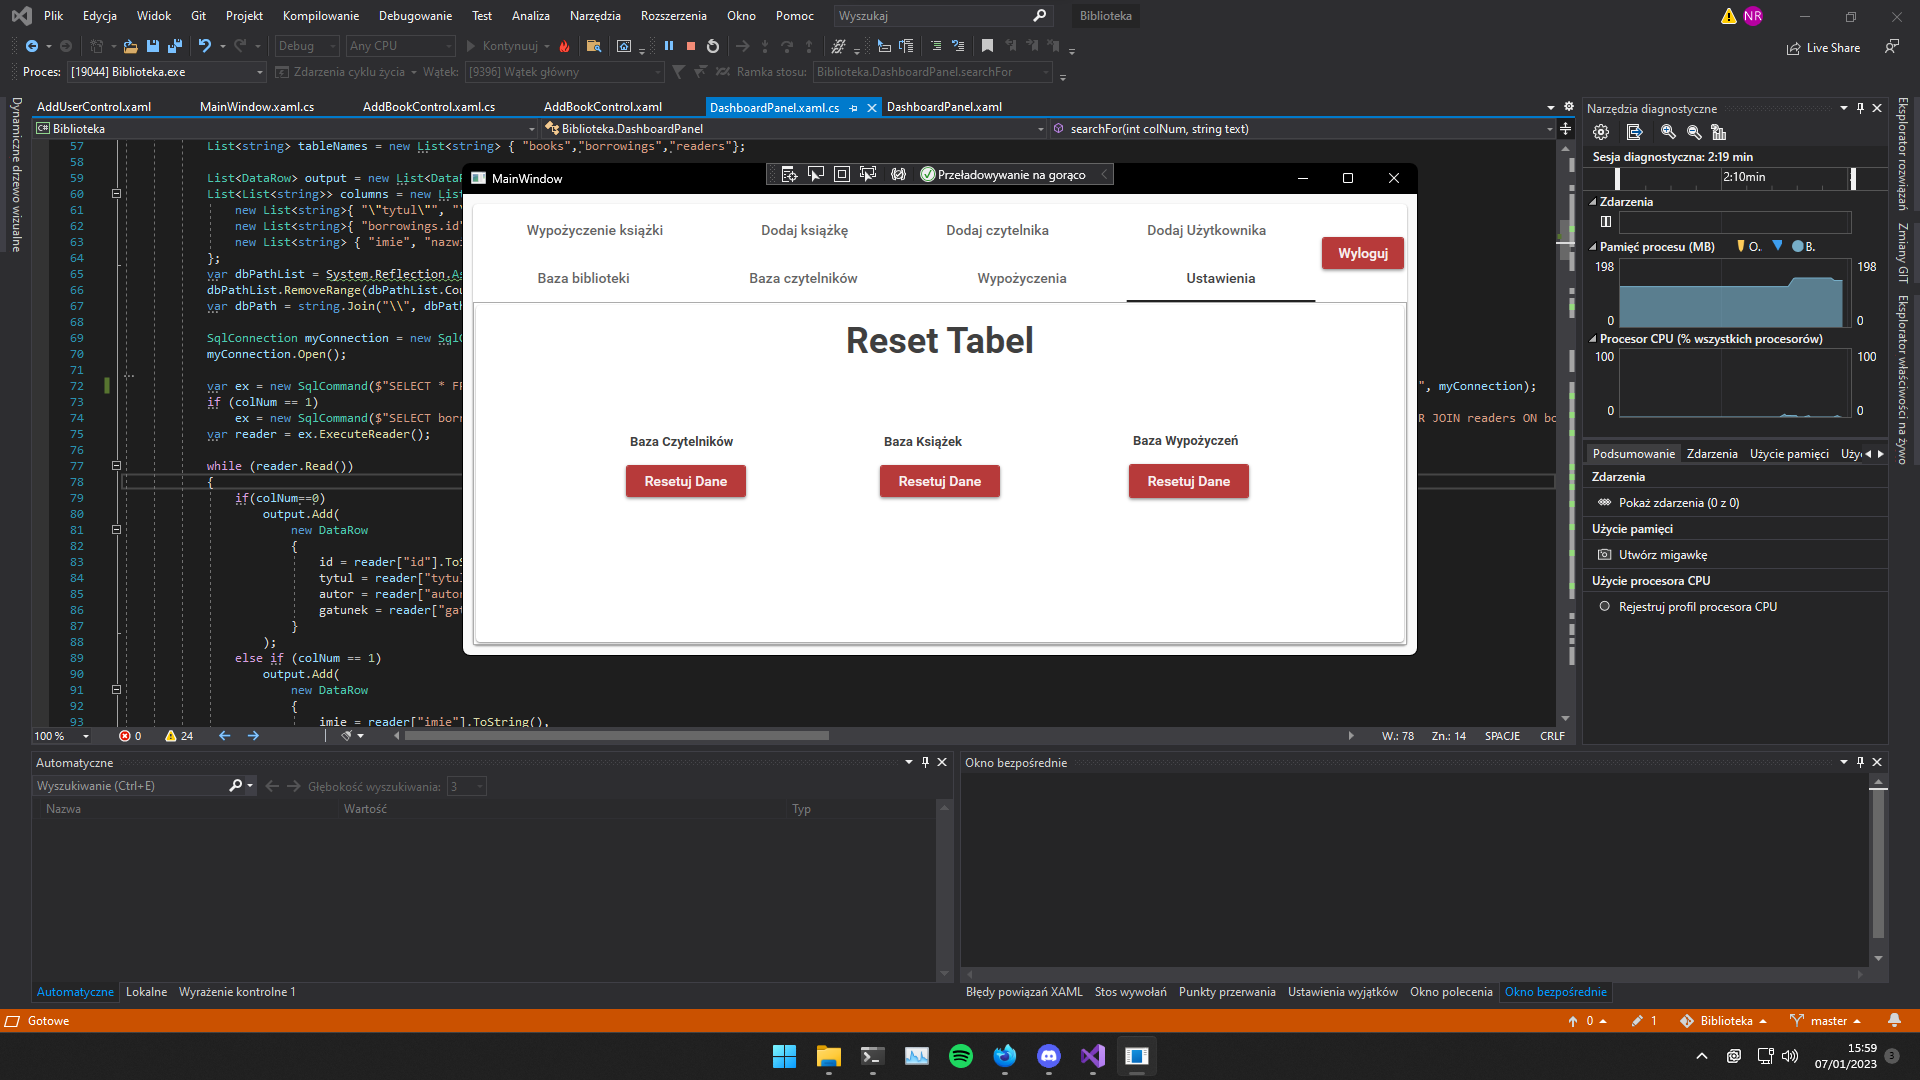 Plik Edycja Widok Git Projekt Kompilowanie Debugowanie Test Analiza Narzędzia Rozszerzenia Okno Pomoc Wyszukaj Biblioteka NR
Debug Any CPU Kontynuuj Live Share
Proces: [19044] Biblioteka.exe Zdarzenia cyklu życia Wątek: [9396] Wątek główny Ramka stosu: Biblioteka.DashboardPanel.searchFor
Dynamiczne drzewo wizualne
AddUserControl.xaml MainWindow.xaml.cs AddBookControl.xaml.cs AddBookControl.xaml DashboardPanel.xaml.cs DashboardPanel.xaml
Biblioteka Biblioteka.DashboardPanel searchFor(int colNum, string text)
57 List<string> tableNames = new List<string> { "books","borrowings","readers"};
58
59 List<DataRow> output = new List<DataR
60 List<List<string>> columns = new List
61 new List<string>{ "\"tytul\"", "\
62 new List<string>{ "borrowings.id"
63 new List<string> { "imie", "nazwi
64 };
65 var dbPathList = System.Reflection.As
66 dbPathList.RemoveRange(dbPathList.Cou
67 var dbPath = string.Join("\\", dbPath
68
69 SqlConnection myConnection = new SqlC
70 myConnection.Open();
71
72 var ex = new SqlCommand($"SELECT * FR ", myConnection);
73 if (colNum == 1)
74 ex = new SqlCommand($"SELECT borr R JOIN readers ON bo
75 var reader = ex.ExecuteReader();
76
77 while (reader.Read())
78 {
79 if(colNum==0)
80 output.Add(
81 new DataRow
82 {
83 id = reader["id"].ToS
84 tytul = reader["tytul
85 autor = reader["autor
86 gatunek = reader["gat
87 }
88 );
89 else if (colNum == 1)
90 output.Add(
91 new DataRow
92 {
93 imie = reader["imie"].ToString(),
MainWindow
Przeładowywanie na gorąco
Wypożyczenie książki Dodaj książkę Dodaj czytelnika Dodaj Użytkownika
Wyloguj
Baza biblioteki Baza czytelników Wypożyczenia Ustawienia
Reset Tabel
Baza Czytelników Baza Książek Baza Wypożyczeń
Resetuj Dane Resetuj Dane Resetuj Dane
100 % 0 24 W.: 78 Zn.: 14 SPACJE CRLF
Narzędzia diagnostyczne
Sesja diagnostyczna: 2:19 min
2:10min
Zdarzenia
Pamięć procesu (MB) O. B.
198 198
0 0
Procesor CPU (% wszystkich procesorów)
100 100
0 0
Podsumowanie Zdarzenia Użycie pamięci Użyc
Zdarzenia
Pokaż zdarzenia (0 z 0)
Użycie pamięci
Utwórz migawkę
Użycie procesora CPU
Rejestruj profil procesora CPU
Eksplorator rozwiązań
Zmiany GIT
Eksplorator właściwości na żywo
Automatyczne
Wyszukiwanie (Ctrl+E) Głębokość wyszukiwania: 3
Nazwa Wartość Typ
Automatyczne Lokalne Wyrażenie kontrolne 1
Okno bezpośrednie
Błędy powiązań XAML Stos wywołań Punkty przerwania Ustawienia wyjątków Okno polecenia Okno bezpośrednie
Gotowe 0 1 Biblioteka master
15:59
07/01/2023
3